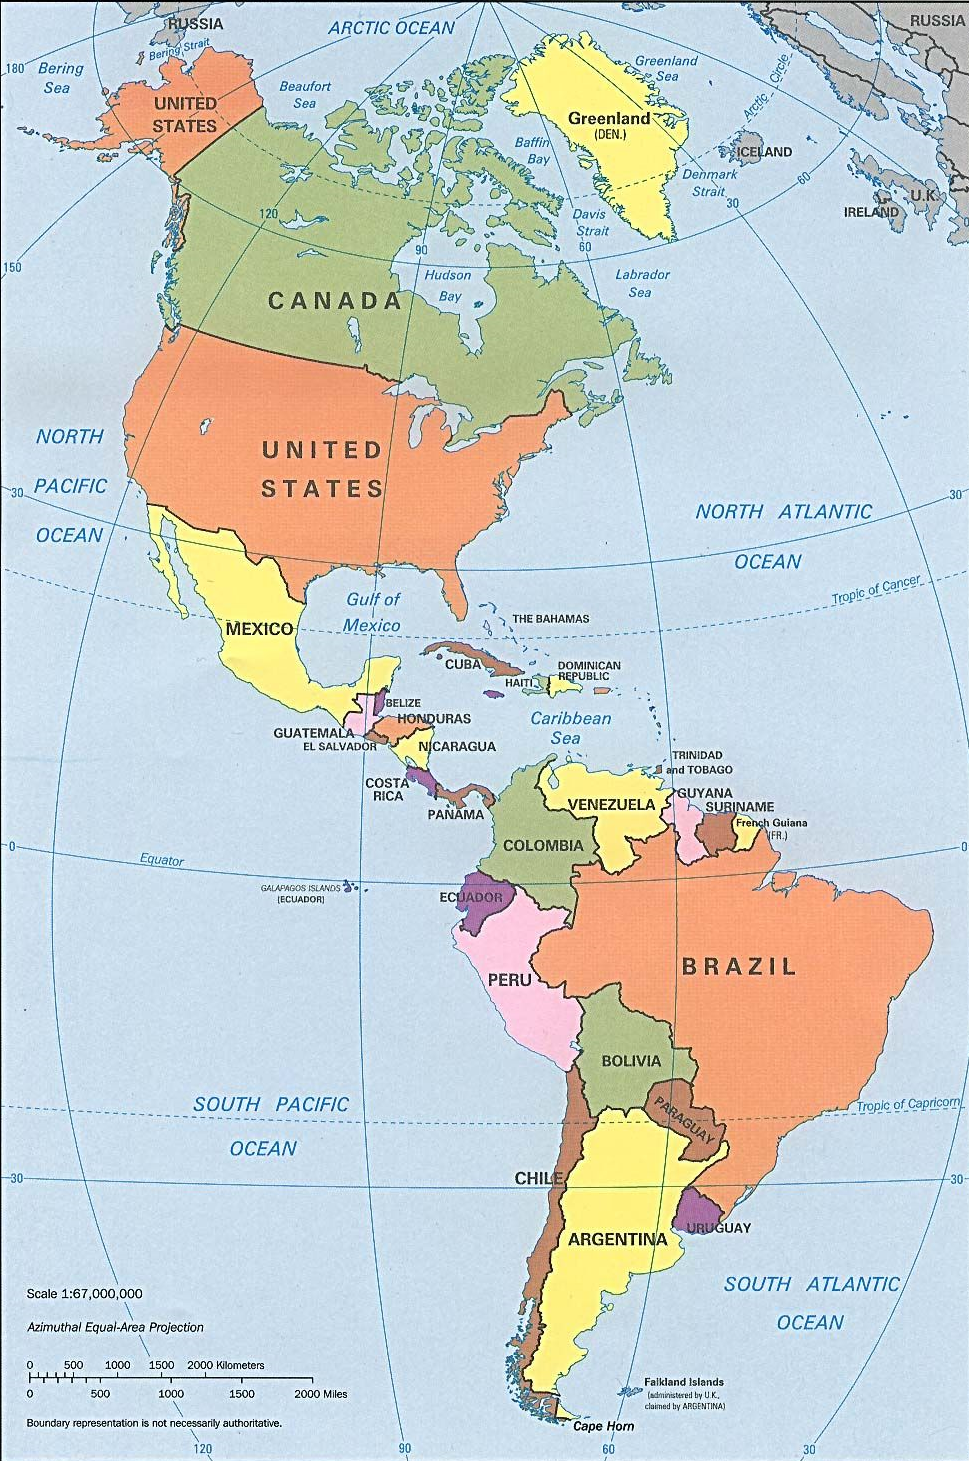 RUSSIA
ARCTIC OCEAN
RUSSIA
Bering Strait
180
Bering
Sea
Beaufort
Sea
Greenland
Sea
Arctic Circle
UNITED
STATES
Greenland
(DEN.)
Baffin
Bay
ICELAND
Denmark
Strait
60
U.K.
IRELAND
30
120
Davis
Strait
60
90
150
Hudson
Bay
Labrador
Sea
CANADA
NORTH
PACIFIC
OCEAN
UNITED
STATES
30
30
NORTH ATLANTIC
OCEAN
Tropic of Cancer
Gulf of
Mexico
THE BAHAMAS
MEXICO
CUBA
DOMINICAN
REPUBLIC
HAITI
BELIZE
HONDURAS
GUATEMALA
EL SALVADOR
NICARAGUA
Caribbean
Sea
COSTA
RICA
PANAMA
TRINIDAD
and TOBAGO
VENEZUELA
GUYANA
SURINAME
French Guiana
(FR.)
COLOMBIA
0
0
Equator
GALAPAGOS ISLANDS
(ECUADOR)
ECUADOR
PERU
BRAZIL
BOLIVIA
PARAGUAY
SOUTH PACIFIC
OCEAN
Tropic of Capricorn
30
30
CHILE
ARGENTINA
URUGUAY
SOUTH ATLANTIC
OCEAN
Scale 1:67,000,000
Azimuthal Equal-Area Projection
0 500 1000 1500 2000 Kilometers
0 500 1000 1500 2000 Miles
Boundary representation is not necessarily authoritative.
Falkland Islands
(administered by U.K.,
claimed by ARGENTINA)
Cape Horn
120
90
60
30